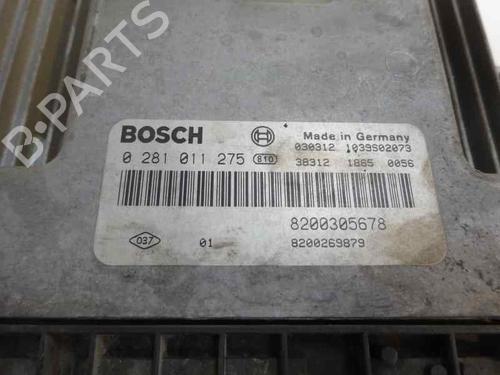 B-PARTS
BOSCH
Made in Germany
0 281 011 275 810
030312 1039S02073
38312 1885 0056
8200305678
037 01 8200269879